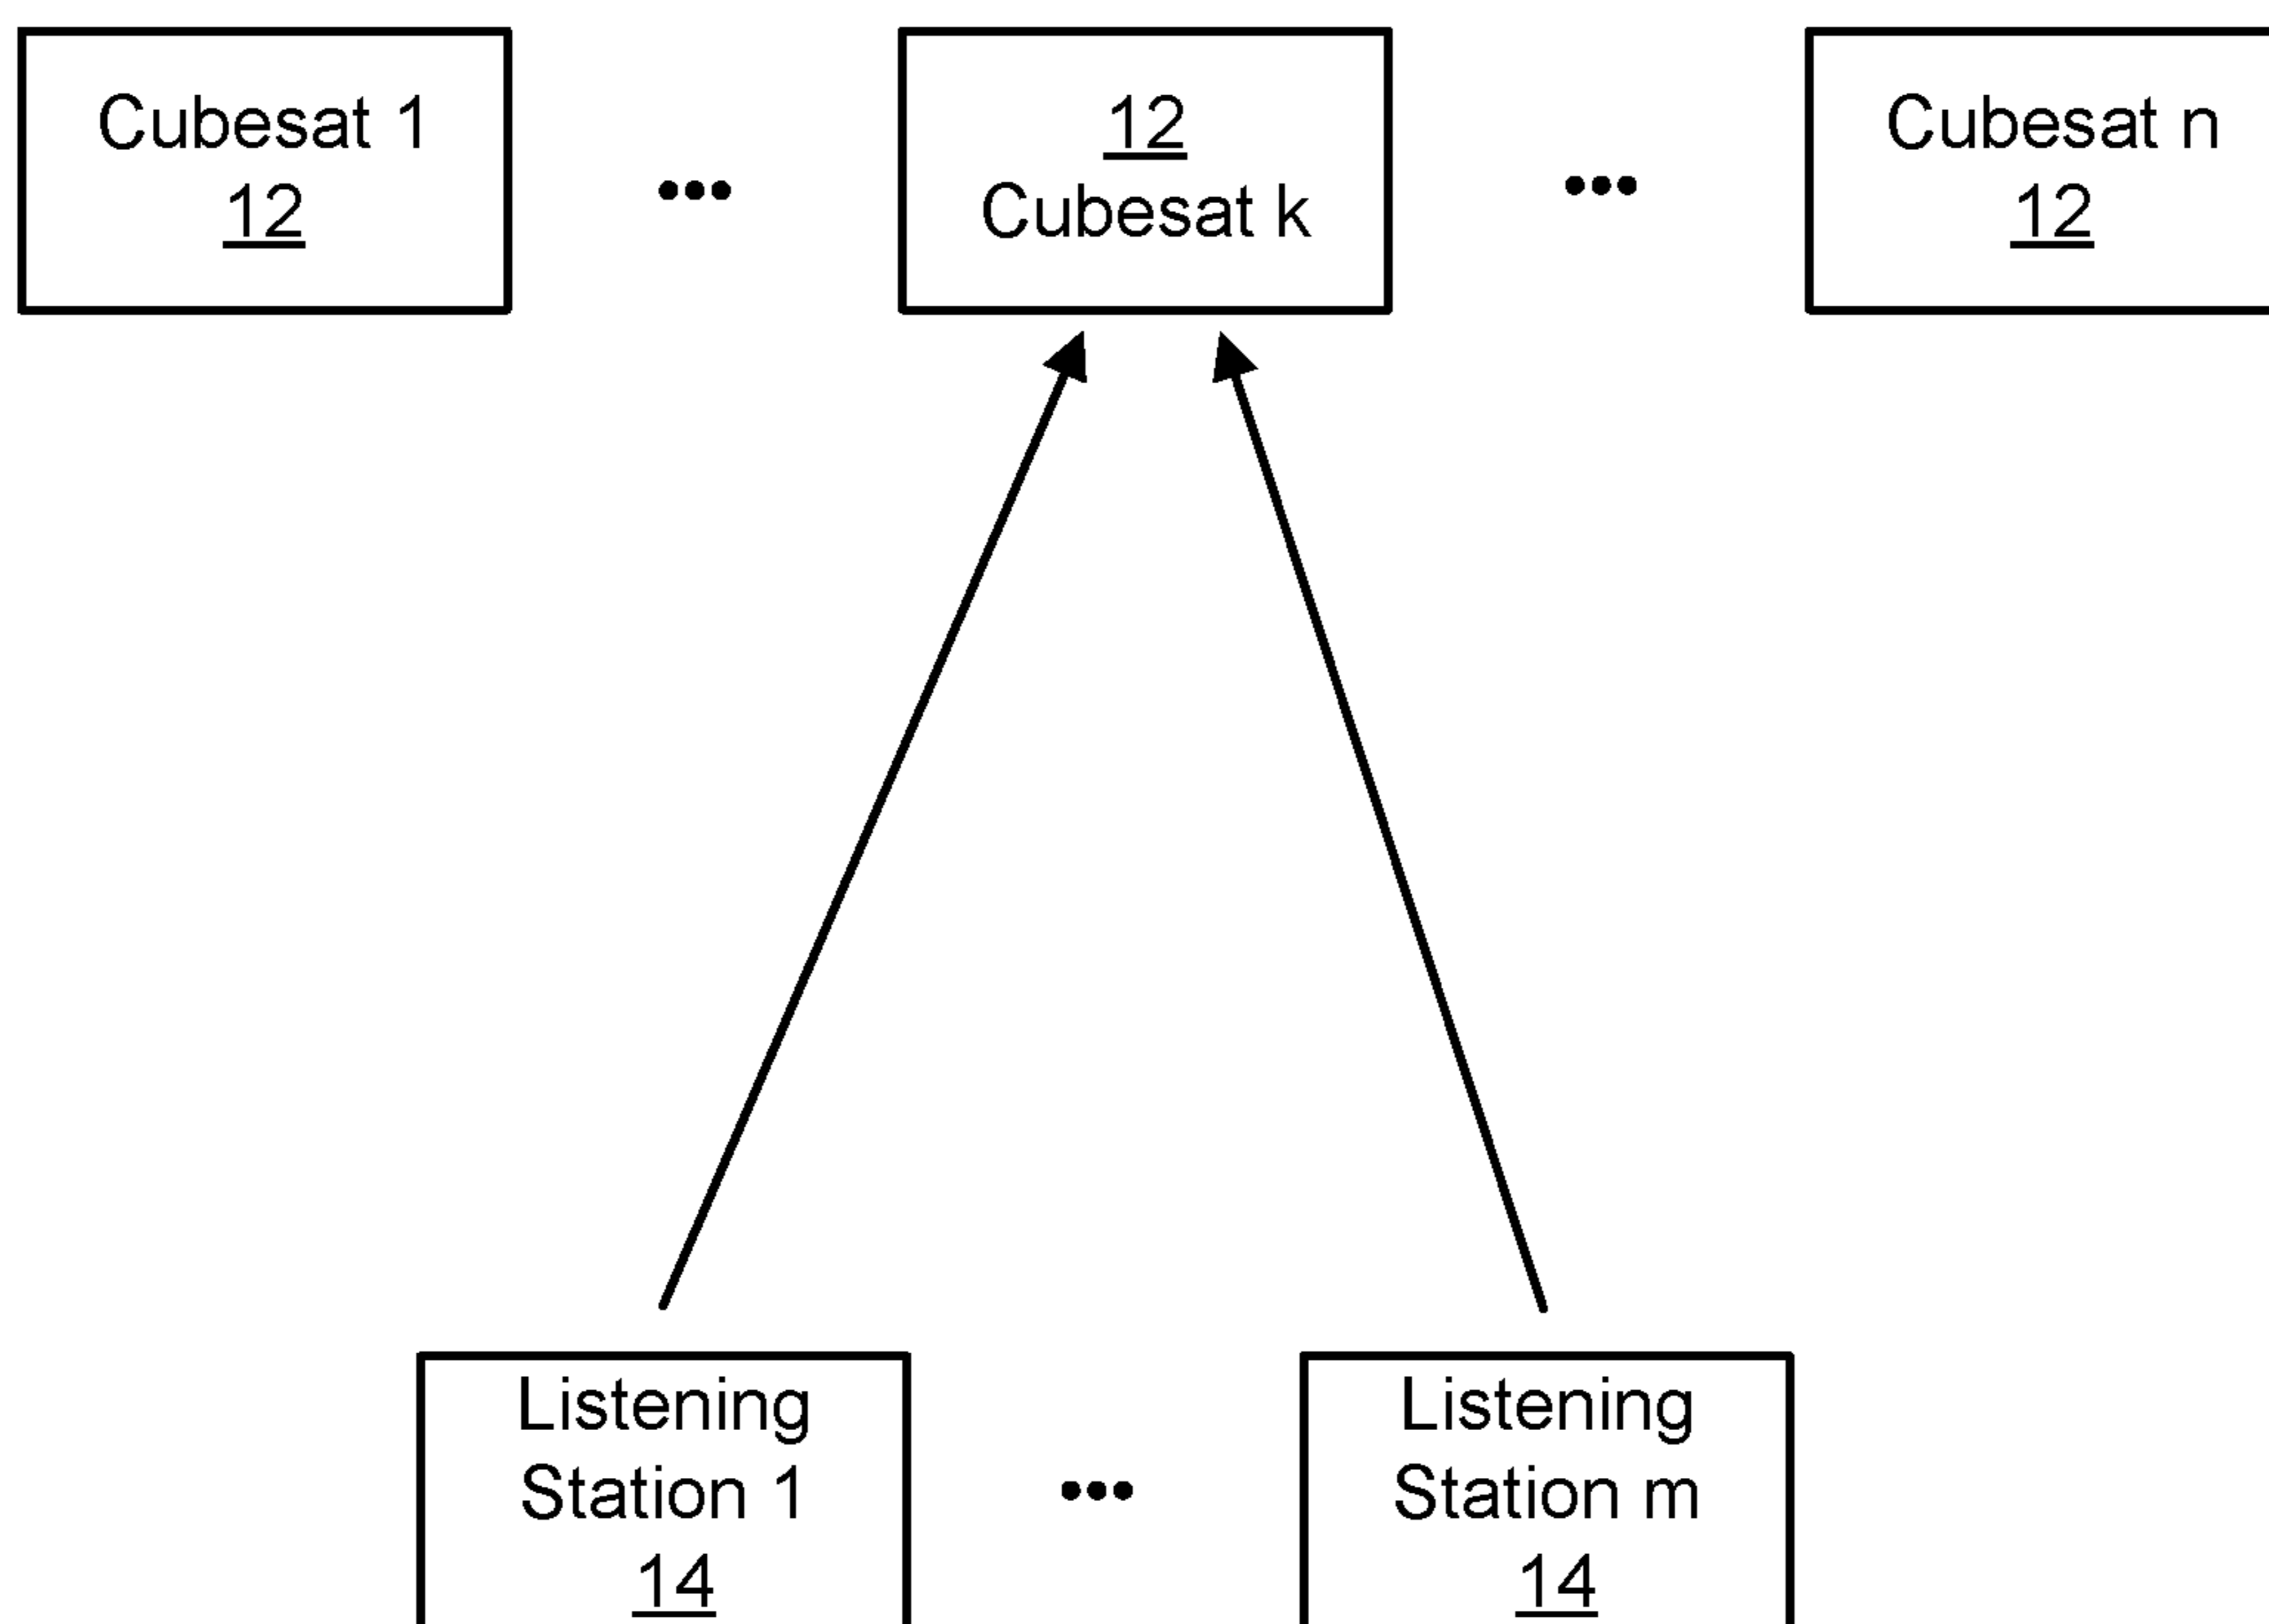 Cubesat 1
12
•••
12
Cubesat k
•••
Cubesat n
12
Listening
Station 1
14
•••
Listening
Station m
14